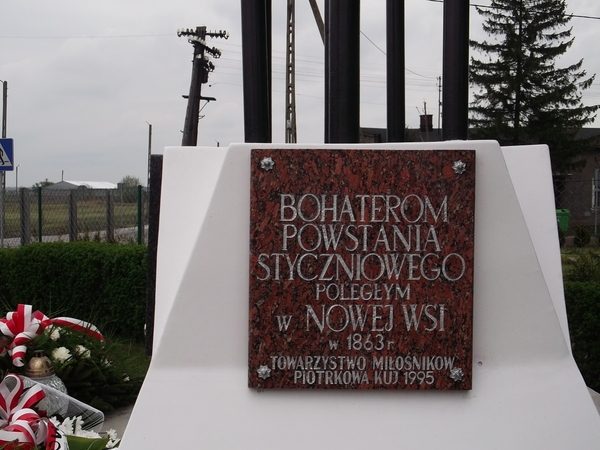 BOHATEROM
POWSTANIA
STYCZNIOWEGO
POLEGŁYM
w NOWEJ WSI
w 1863 r.
TOWARZYSTWO MIŁOŚNIKÓW
PIOTRKOWA KUJ 1995